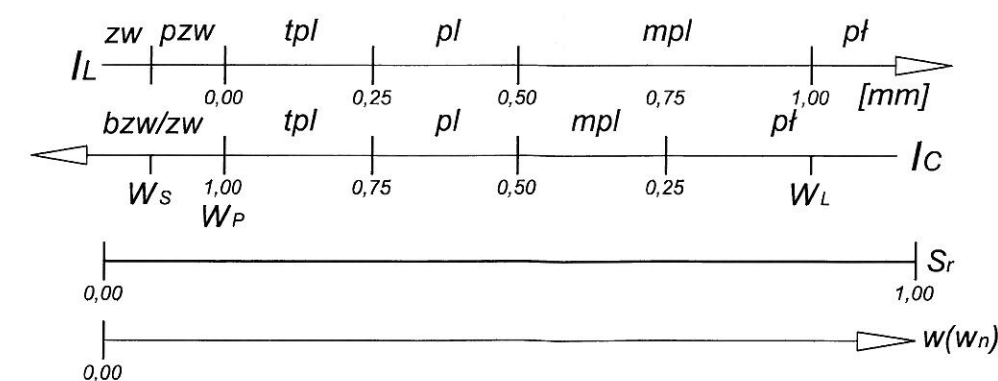 zw pzw tpl pl mpl pł
IL
0,00 0,25 0,50 0,75 1,00 [mm]
bzw/zw tpl pl mpl pł
IC
WS 1,00 0,75 0,50 0,25 WL
WP
Sr
0,00 1,00
w(wn)
0,00